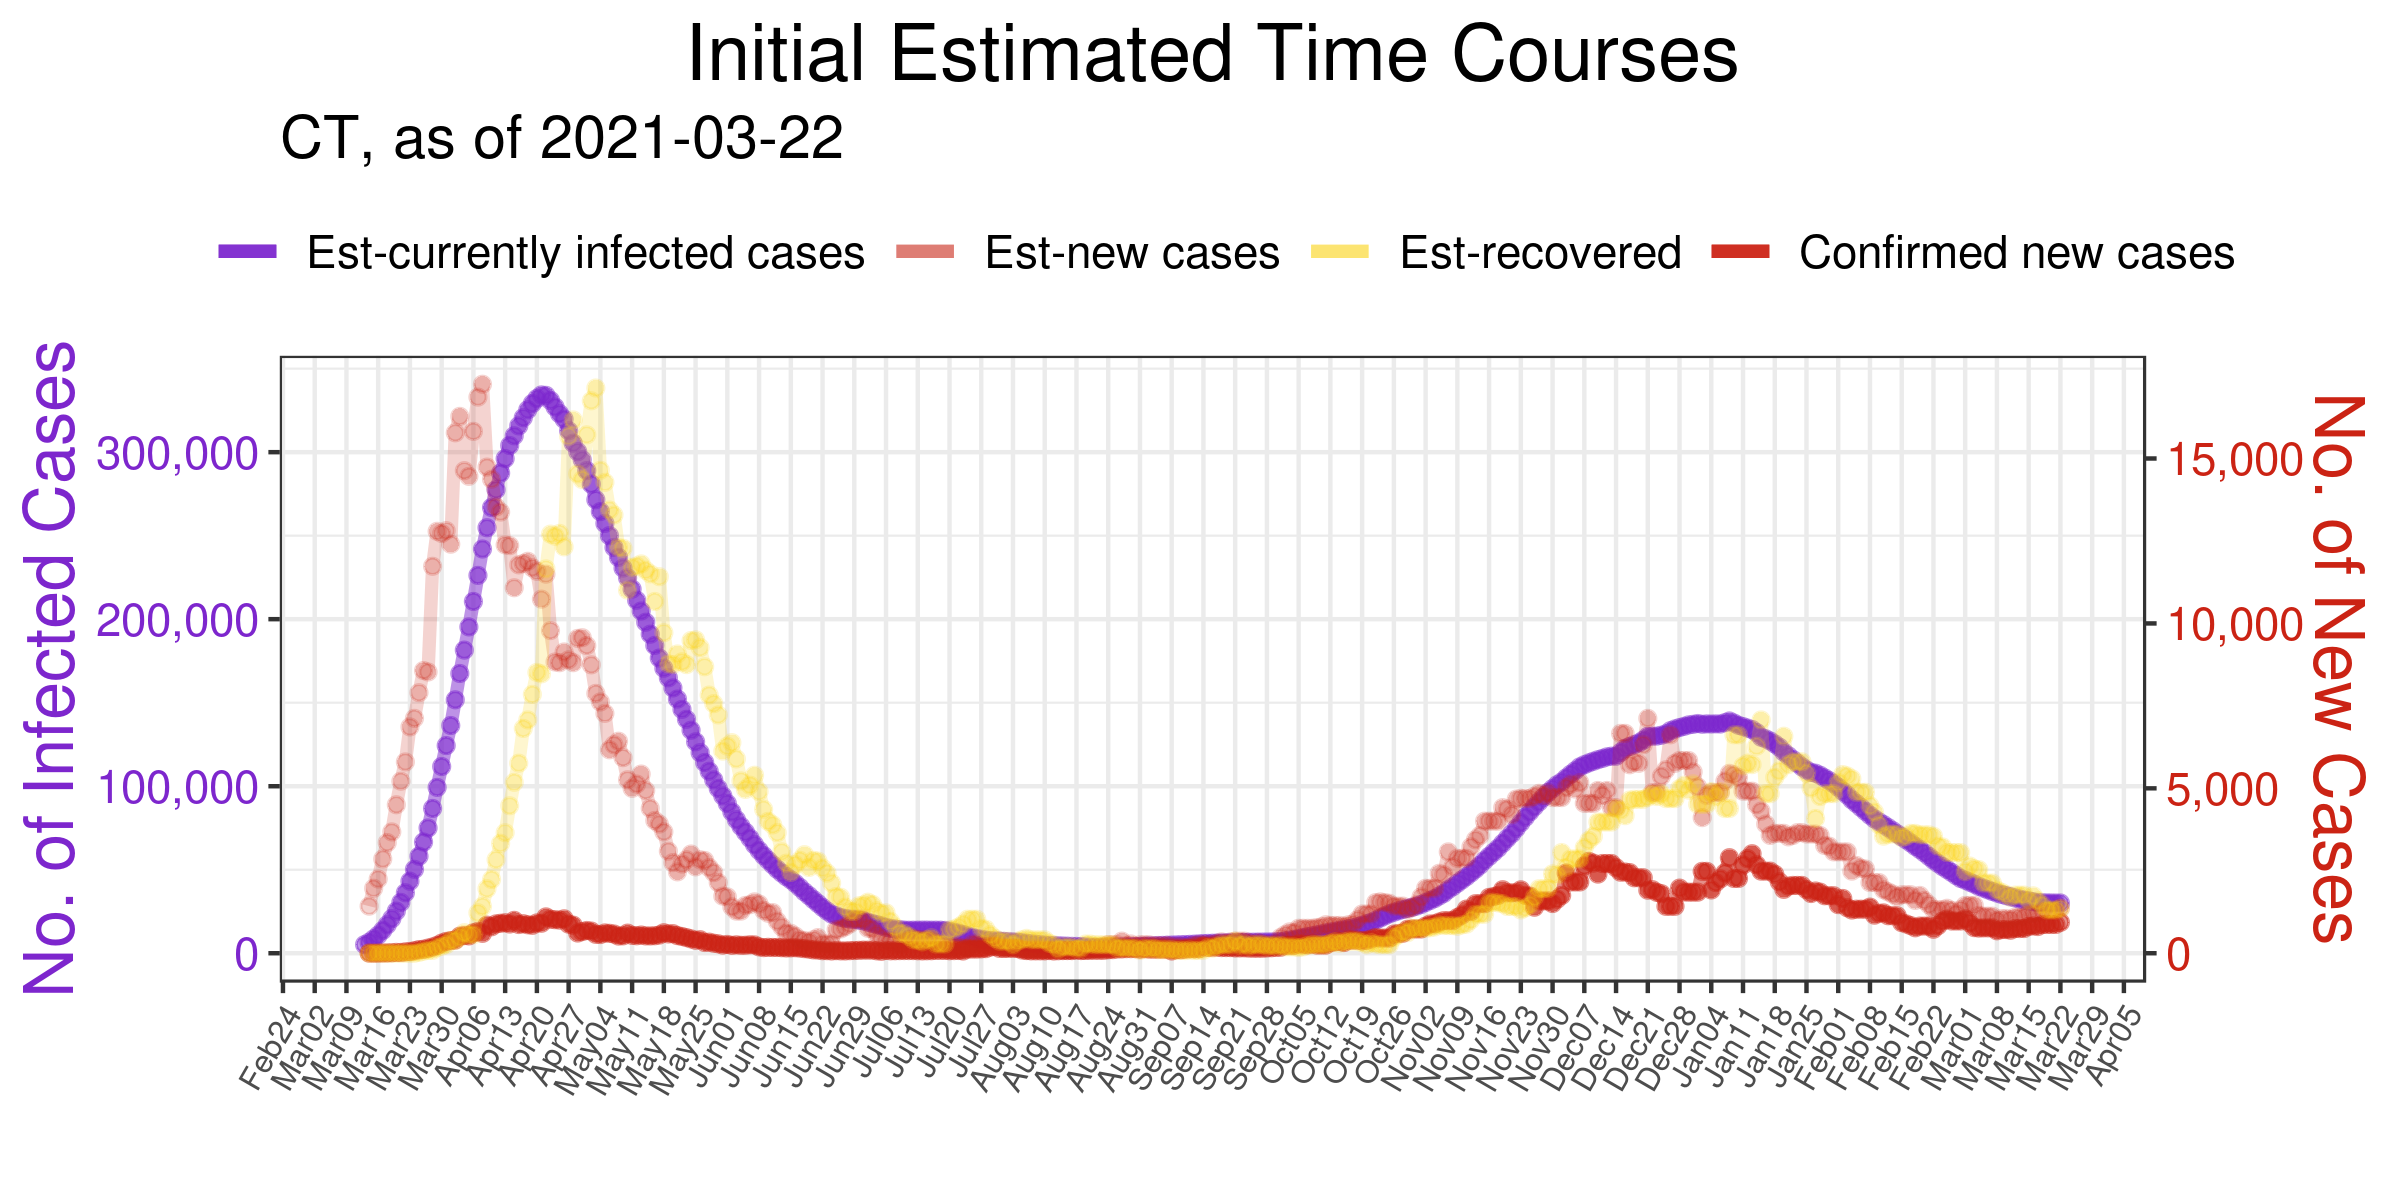 Initial Estimated Time Courses
CT, as of 2021-03-22
Est-currently infected cases Est-new cases Est-recovered Confirmed new cases
No. of Infected Cases
300,000
200,000
100,000
0
15,000
10,000
5,000
0
No. of New Cases
Feb24 Mar02 Mar09 Mar16 Mar23 Mar30 Apr06 Apr13 Apr20 Apr27 May04 May11 May18 May25 Jun01 Jun08 Jun15 Jun22 Jun29 Jul06 Jul13 Jul20 Jul27 Aug03 Aug10 Aug17 Aug24 Aug31 Sep07 Sep14 Sep21 Sep28 Oct05 Oct12 Oct19 Oct26 Nov02 Nov09 Nov16 Nov23 Nov30 Dec07 Dec14 Dec21 Dec28 Jan04 Jan11 Jan18 Jan25 Feb01 Feb08 Feb15 Feb22 Mar01 Mar08 Mar15 Mar22 Mar29 Apr05